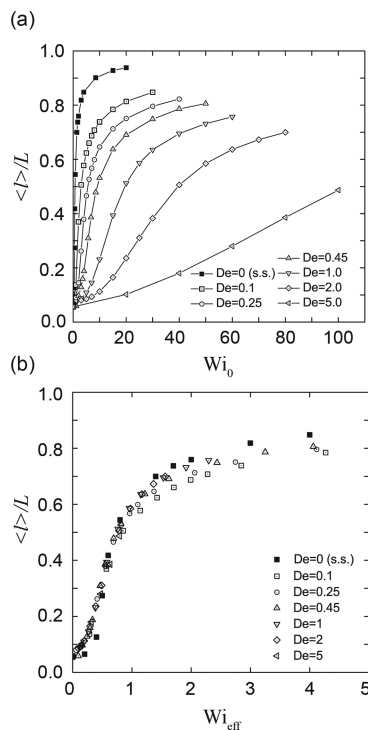 (a)
1.0
0.8
0.6
0.4
0.2
0.0
<l>/L
De=0 (s.s.)
De=0.1
De=0.25
De=0.45
De=1.0
De=2.0
De=5.0
0 20 40 60 80 100
Wi0
(b)
1.0
0.8
0.6
0.4
0.2
0.0
<l>/L
De=0 (s.s.)
De=0.1
De=0.25
De=0.45
De=1
De=2
De=5
0 1 2 3 4 5
Wieff